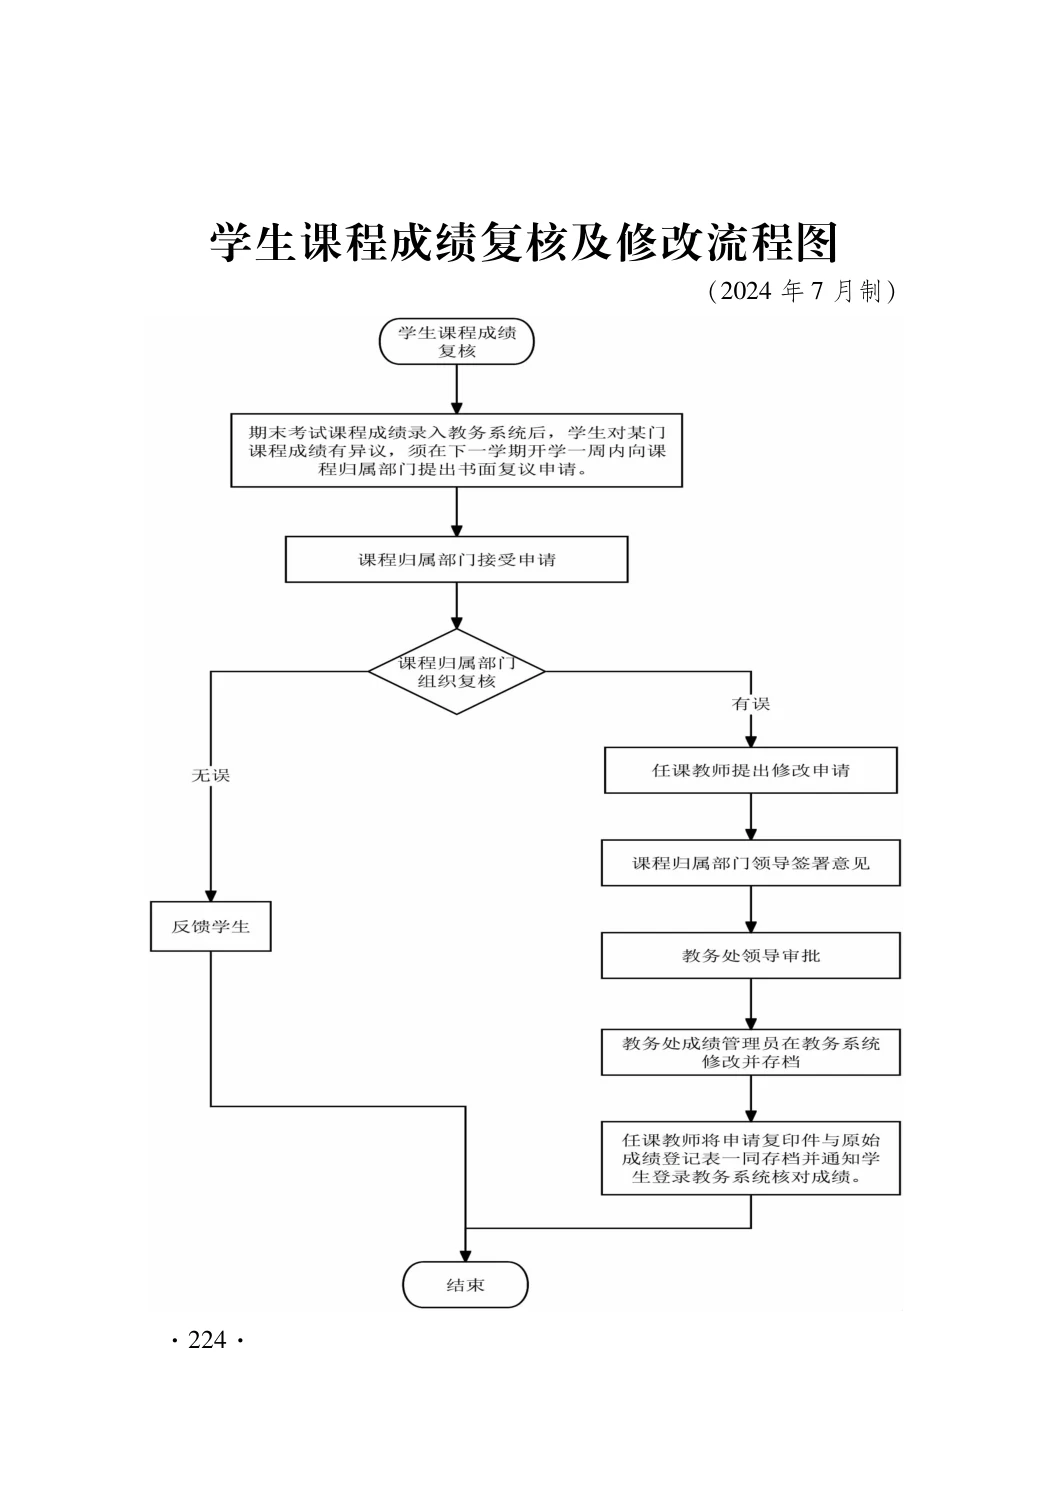 学生课程成绩复核及修改流程图
（2024 年 7 月制）
学生课程成绩
复核
期末考试课程成绩录入教务系统后，学生对某门
课程成绩有异议，须在下一学期开学一周内向课
程归属部门提出书面复议申请。
课程归属部门接受申请
课程归属部门
组织复核
有误
任课教师提出修改申请
无误
课程归属部门领导签署意见
反馈学生
教务处领导审批
教务处成绩管理员在教务系统
修改并存档
任课教师将申请复印件与原始
成绩登记表一同存档并通知学
生登录教务系统核对成绩。
结束
· 224 ·